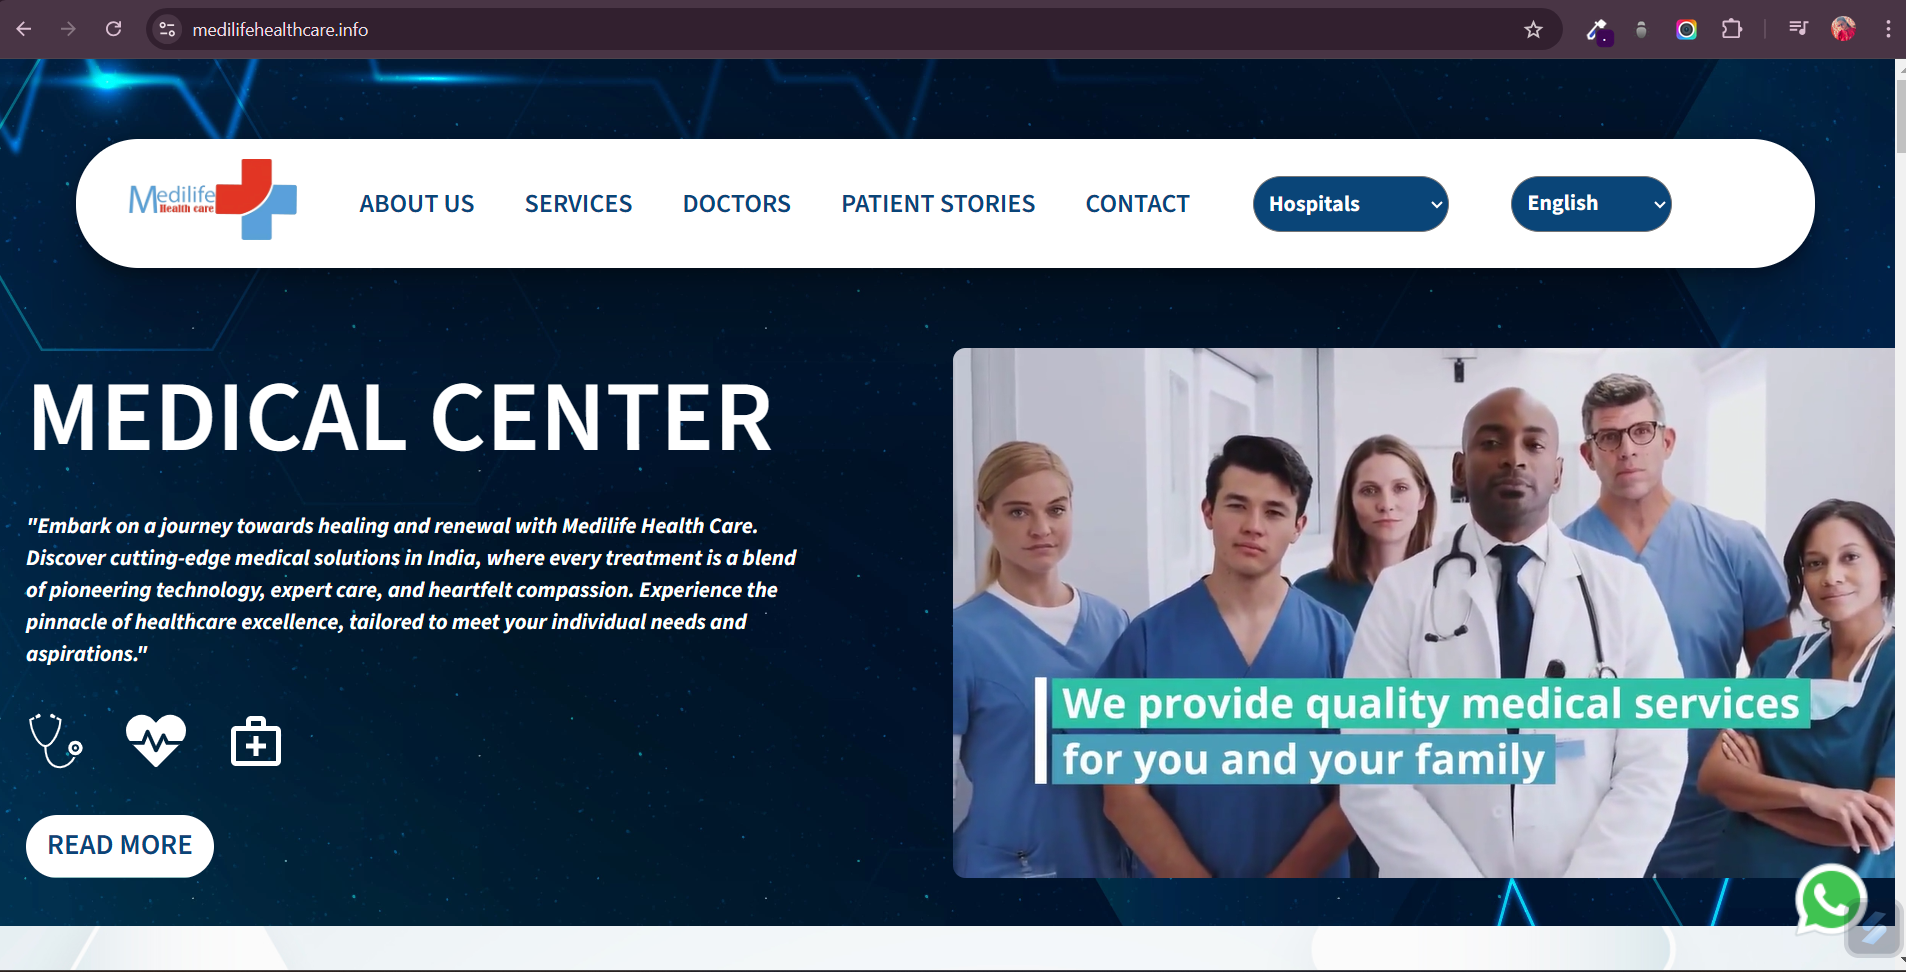 medilifehealthcare.info
Medilife
Health care
ABOUT US
SERVICES
DOCTORS
PATIENT STORIES
CONTACT
Hospitals
English
MEDICAL CENTER
"Embark on a journey towards healing and renewal with Medilife Health Care.
Discover cutting-edge medical solutions in India, where every treatment is a blend
of pioneering technology, expert care, and heartfelt compassion. Experience the
pinnacle of healthcare excellence, tailored to meet your individual needs and
aspirations."
READ MORE
We provide quality medical services
for you and your family